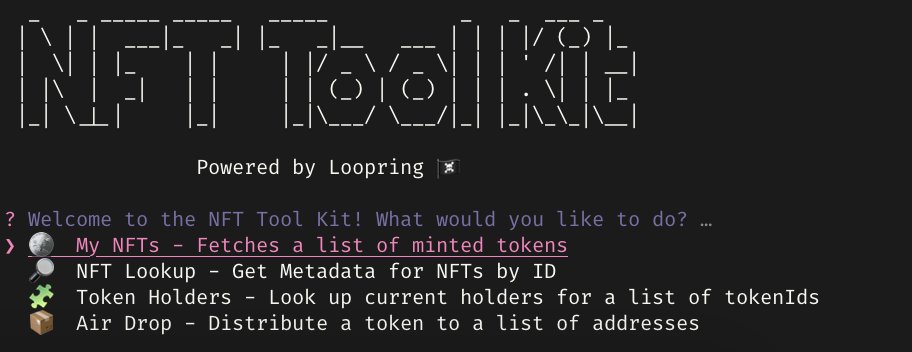 NFT Tool Kit
Powered by Loopring 🏴‍☠️
? Welcome to the NFT Tool Kit! What would you like to do? …
❯ 🌕 My NFTs - Fetches a list of minted tokens
🔎 NFT Lookup - Get Metadata for NFTs by ID
🧩 Token Holders - Look up current holders for a list of tokenIds
📦 Air Drop - Distribute a token to a list of addresses